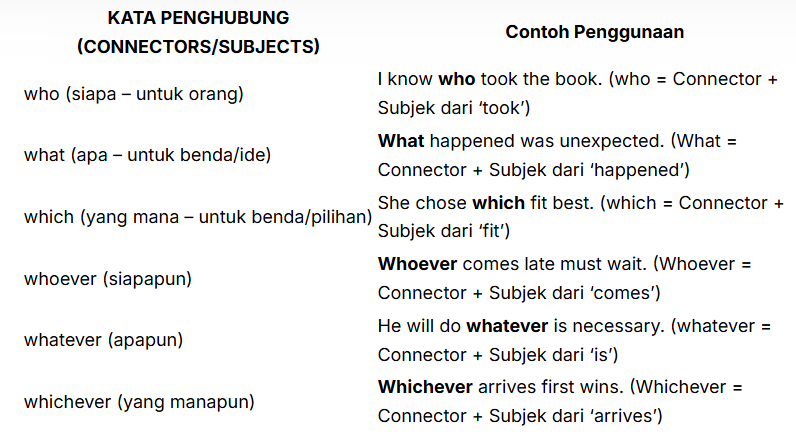 KATA PENGHUBUNG
(CONNECTORS/SUBJECTS)
Contoh Penggunaan
who (siapa – untuk orang)
I know who took the book. (who = Connector +
Subjek dari ‘took’)
what (apa – untuk benda/ide)
What happened was unexpected. (What =
Connector + Subjek dari ‘happened’)
which (yang mana – untuk benda/pilihan)
She chose which fit best. (which = Connector +
Subjek dari ‘fit’)
whoever (siapapun)
Whoever comes late must wait. (Whoever =
Connector + Subjek dari ‘comes’)
whatever (apapun)
He will do whatever is necessary. (whatever =
Connector + Subjek dari ‘is’)
whichever (yang manapun)
Whichever arrives first wins. (Whichever =
Connector + Subjek dari ‘arrives’)